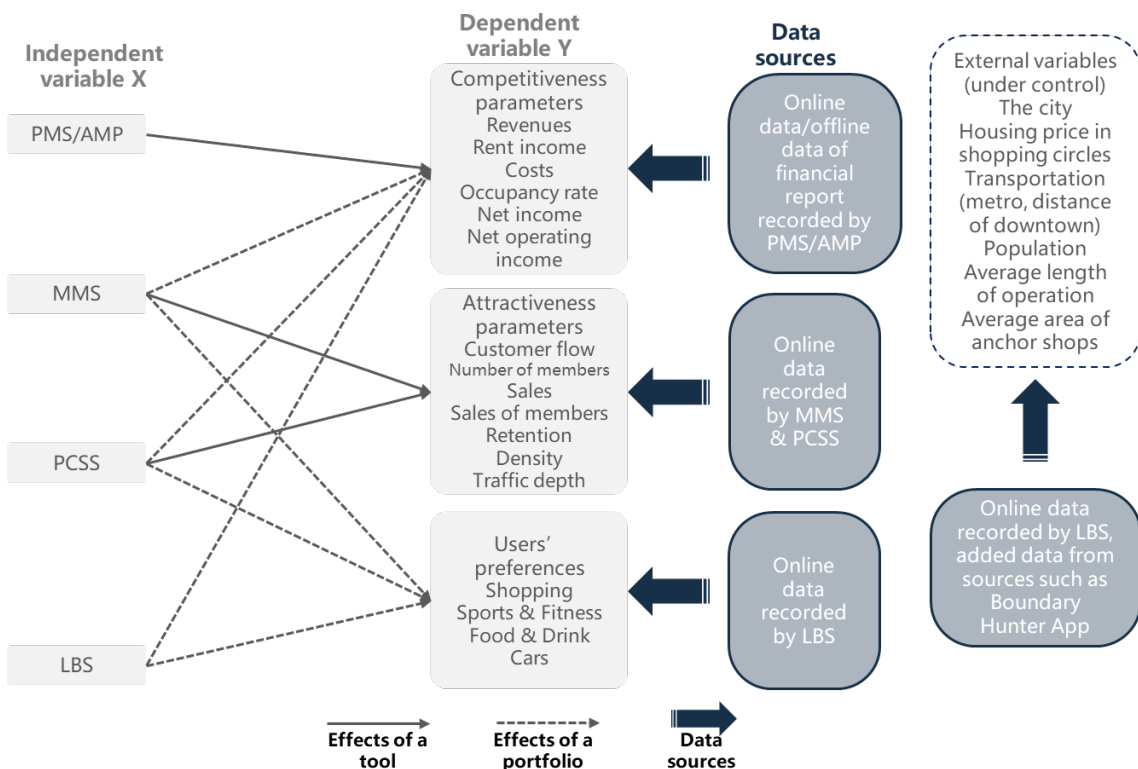 Independent
variable X
PMS/AMP
MMS
PCSS
LBS
Dependent
variable Y
Competitiveness
parameters
Revenues
Rent income
Costs
Occupancy rate
Net income
Net operating
income
Attractiveness
parameters
Customer flow
Number of members
Sales
Sales of members
Retention
Density
Traffic depth
Users’
preferences
Shopping
Sports & Fitness
Food & Drink
Cars
Data
sources
Online
data/offline
data of
financial
report
recorded by
PMS/AMP
Online
data
recorded
by MMS
& PCSS
Online
data
recorded
by LBS
External variables
(under control)
The city
Housing price in
shopping circles
Transportation
(metro, distance
of downtown)
Population
Average length
of operation
Average area of
anchor shops
Online data
recorded by LBS,
added data from
sources such as
Boundary
Hunter App
Effects of a
tool
Effects of a
portfolio
Data
sources